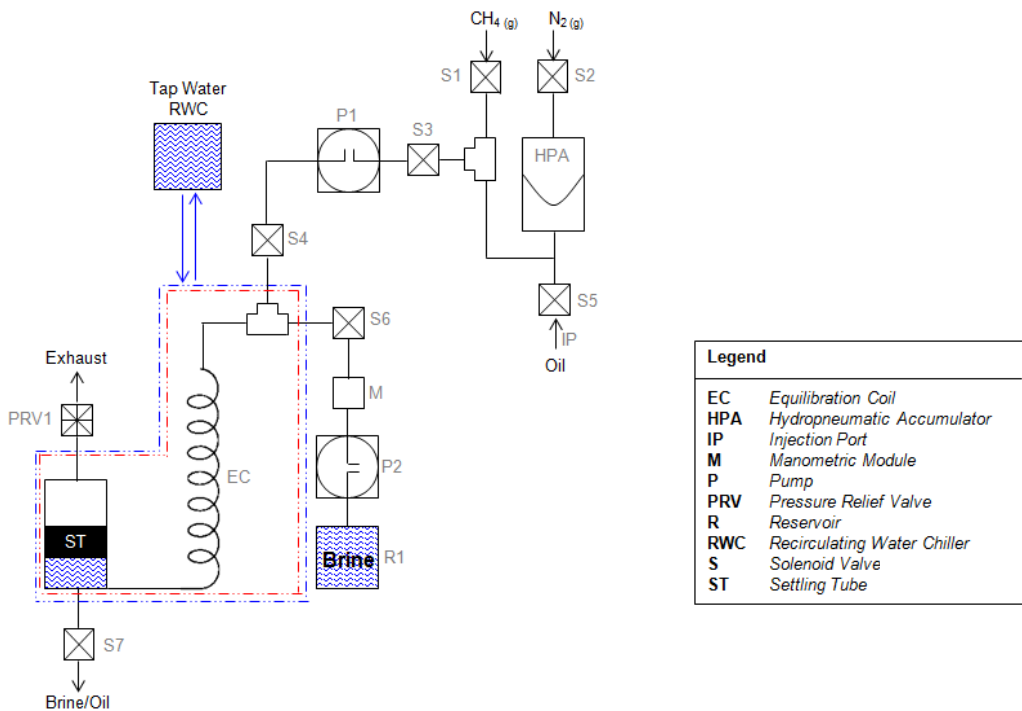 CH4 (g)
N2 (g)
S1
S2
Tap Water
RWC
P1
S3
HPA
S4
S5
IP
Oil
S6
Exhaust
PRV1
M
EC
P2
ST
Brine
R1
S7
Brine/Oil
Legend
EC Equilibration Coil
HPA Hydropneumatic Accumulator
IP Injection Port
M Manometric Module
P Pump
PRV Pressure Relief Valve
R Reservoir
RWC Recirculating Water Chiller
S Solenoid Valve
ST Settling Tube